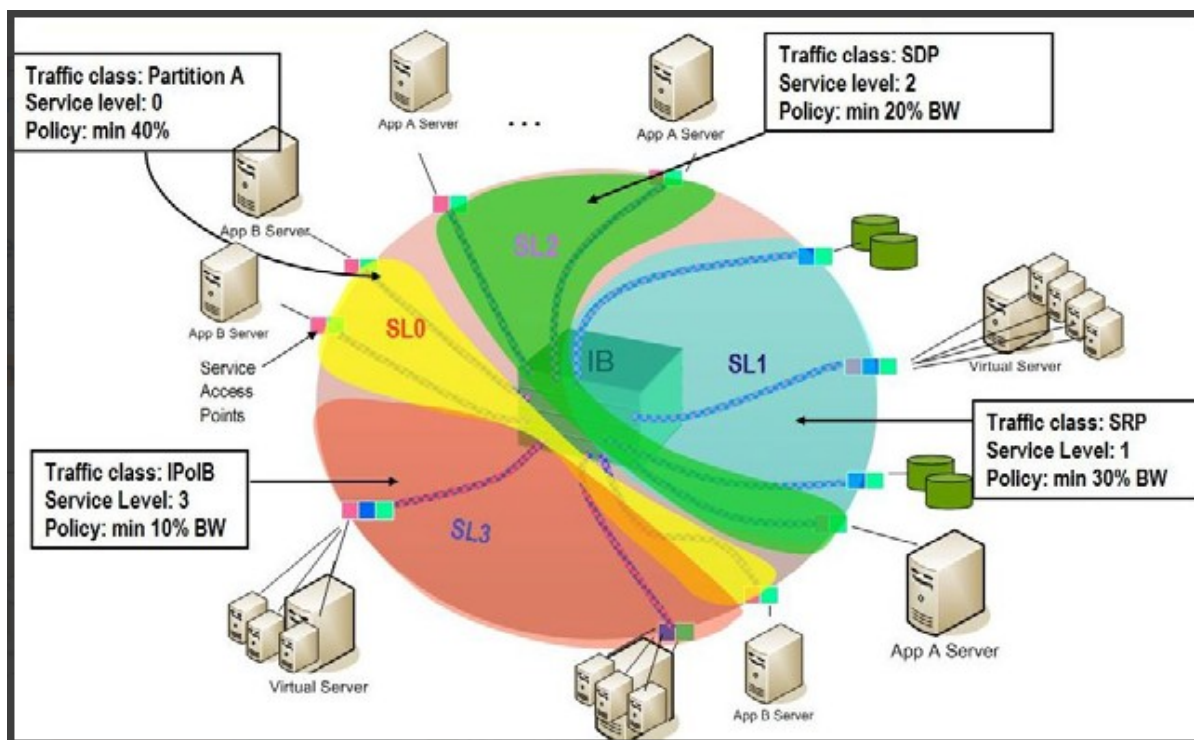 Traffic class: Partition A
Service level: 0
Policy: min 40%
Traffic class: SDP
Service level: 2
Policy: min 20% BW
App A Server
...
App A Server
App B Server
SL2
App B Server
SL0
IB
SL1
Virtual Server
Service
Access
Points
Traffic class: SRP
Service Level: 1
Policy: min 30% BW
Traffic class: IPoIB
Service Level: 3
Policy: min 10% BW
SL3
Virtual Server
App B Server
App A Server